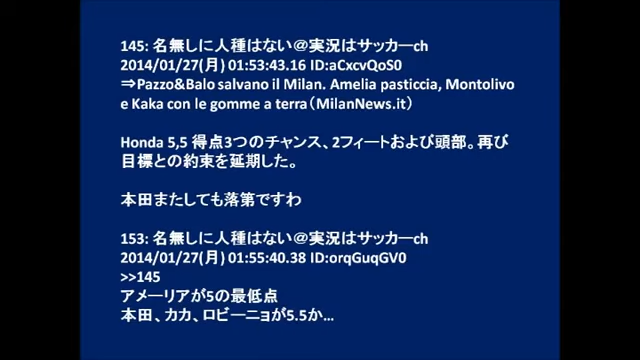 145: 名無しに人種はない＠実況はサッカーch
2014/01/27(月) 01:53:43.16 ID:aCxcvQoS0
⇒Pazzo&Balo salvano il Milan. Amelia pasticcia, Montolivo
e Kaka con le gomme a terra（MilanNews.it）
Honda 5,5 得点3つのチャンス、2フィートおよび頭部。再び
目標との約束を延期した。
本田またしても落第ですわ
153: 名無しに人種はない＠実況はサッカーch
2014/01/27(月) 01:55:40.38 ID:orqGuqGV0
>>145
アメーリアが5の最低点
本田、カカ、ロビーニョが5.5か…